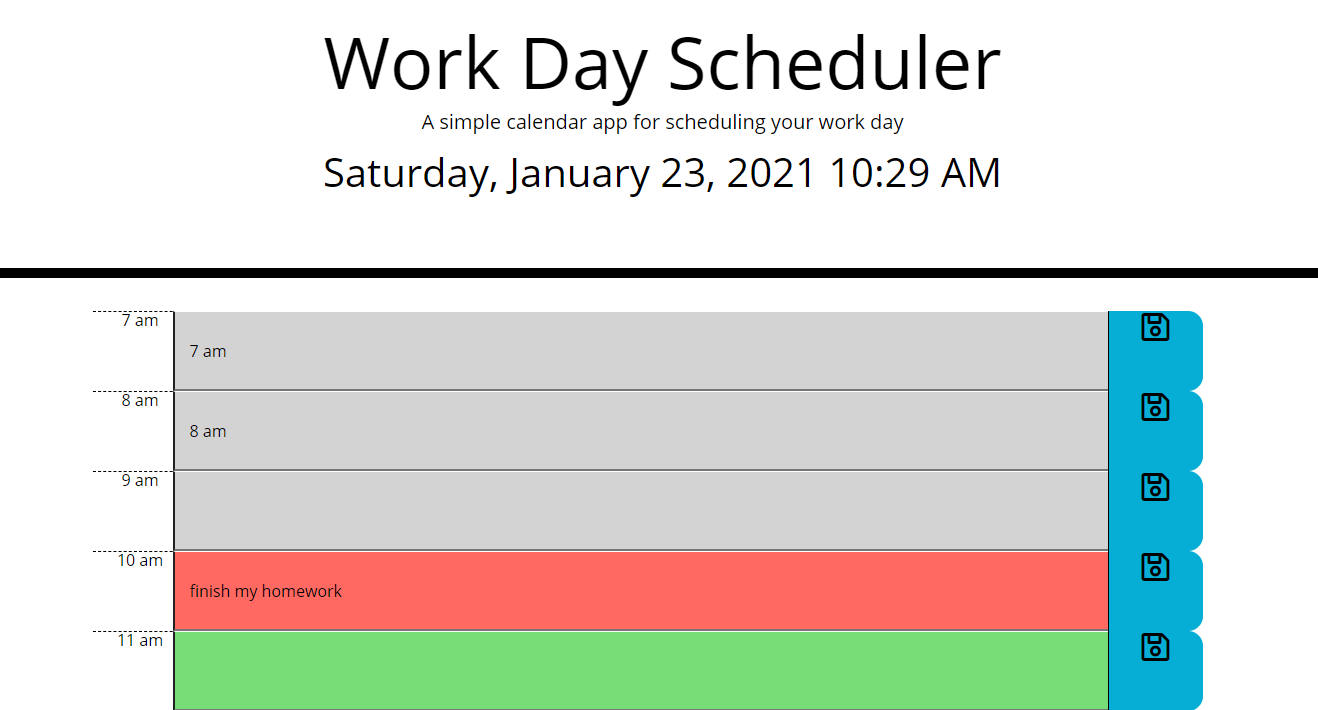 Work Day Scheduler
A simple calendar app for scheduling your work day
Saturday, January 23, 2021 10:29 AM
7 am
7 am
8 am
8 am
9 am
10 am
finish my homework
11 am